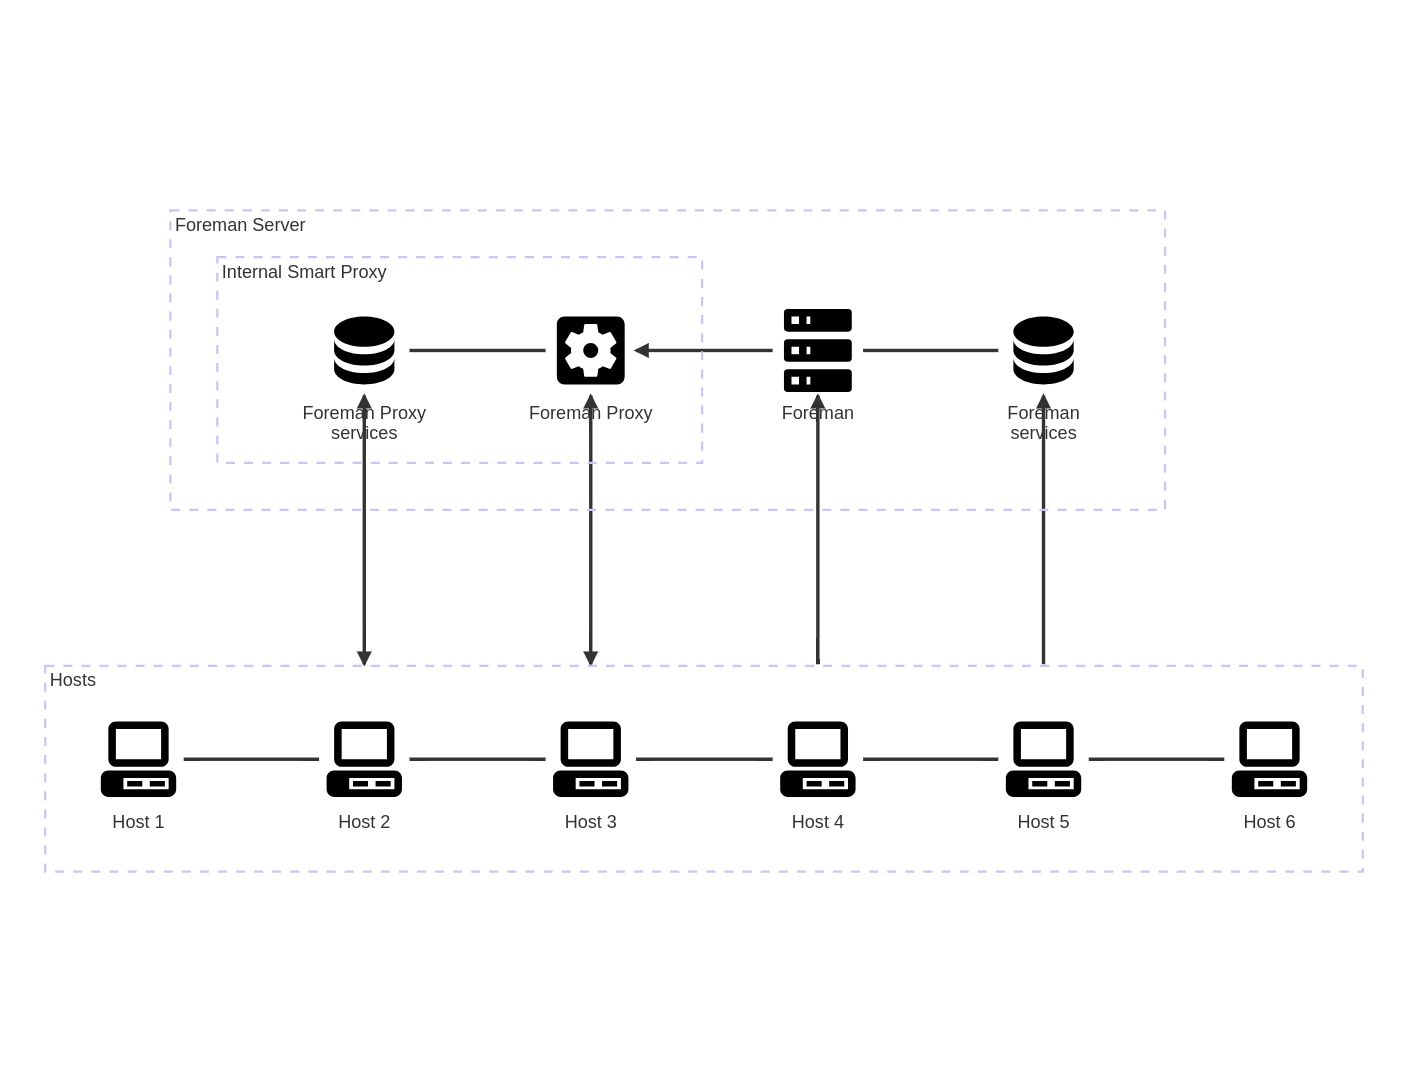 Foreman Server
Internal Smart Proxy
Foreman Proxy
services
Foreman Proxy
Foreman
Foreman
services
Hosts
Host 1
Host 2
Host 3
Host 4
Host 5
Host 6